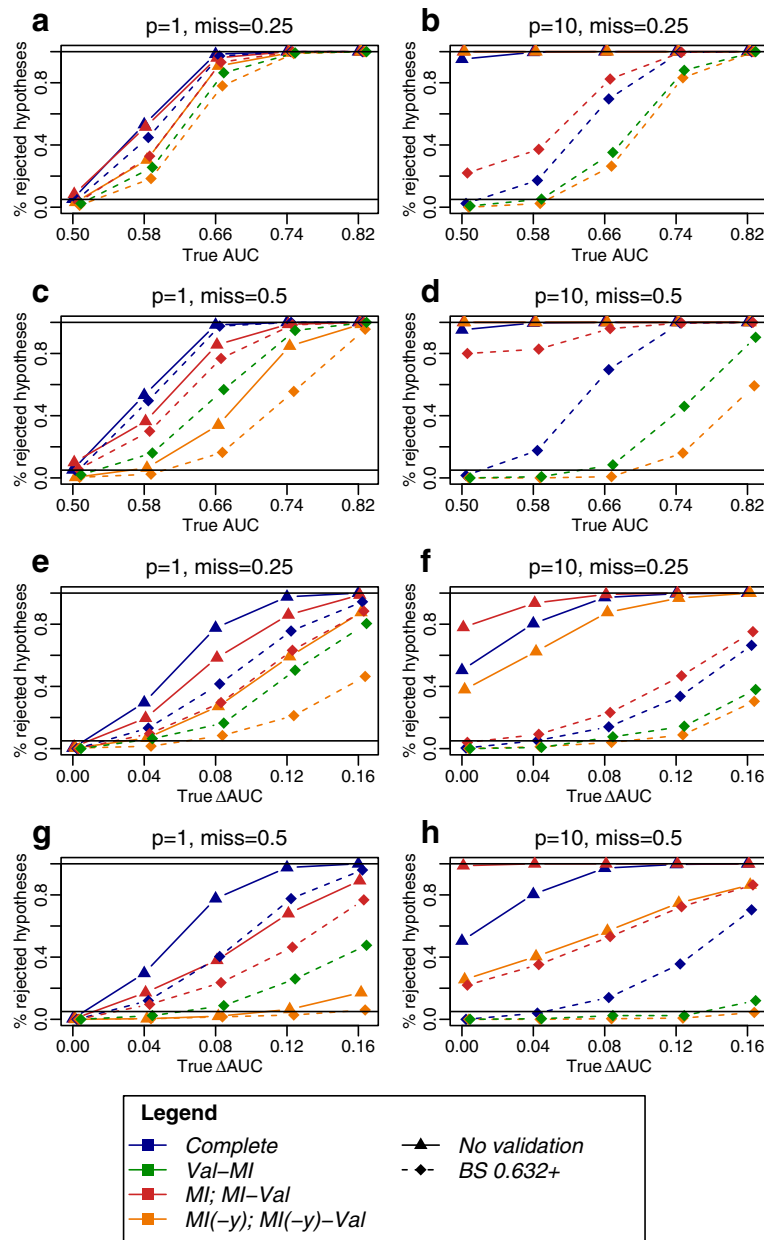 a
p=1, miss=0.25
% rejected hypotheses
0.0 0.4 0.8
0.50 0.58 0.66 0.74 0.82
True AUC
b
p=10, miss=0.25
% rejected hypotheses
0.0 0.4 0.8
0.50 0.58 0.66 0.74 0.82
True AUC
c
p=1, miss=0.5
% rejected hypotheses
0.0 0.4 0.8
0.50 0.58 0.66 0.74 0.82
True AUC
d
p=10, miss=0.5
% rejected hypotheses
0.0 0.4 0.8
0.50 0.58 0.66 0.74 0.82
True AUC
e
p=1, miss=0.25
% rejected hypotheses
0.0 0.4 0.8
0.00 0.04 0.08 0.12 0.16
True ΔAUC
f
p=10, miss=0.25
% rejected hypotheses
0.0 0.4 0.8
0.00 0.04 0.08 0.12 0.16
True ΔAUC
g
p=1, miss=0.5
% rejected hypotheses
0.0 0.4 0.8
0.00 0.04 0.08 0.12 0.16
True ΔAUC
h
p=10, miss=0.5
% rejected hypotheses
0.0 0.4 0.8
0.00 0.04 0.08 0.12 0.16
True ΔAUC
Legend
Complete
Val−MI
MI; MI−Val
MI(−y); MI(−y)−Val
No validation
BS 0.632+